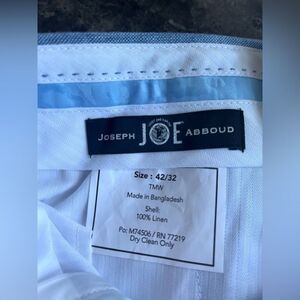 JOSEPH JOE ABBOUD
Size : 42/32
TMW
Made in Bangladesh
Shell:
100% Linen
Po: M74506 / RN 77219
Dry Clean Only